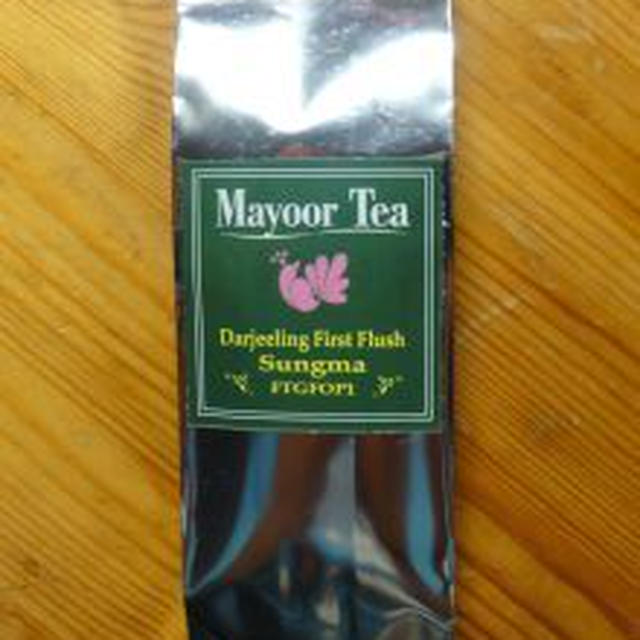 Mayoor Tea
Darjeeling First Flush
Sungma
FTGFOP1